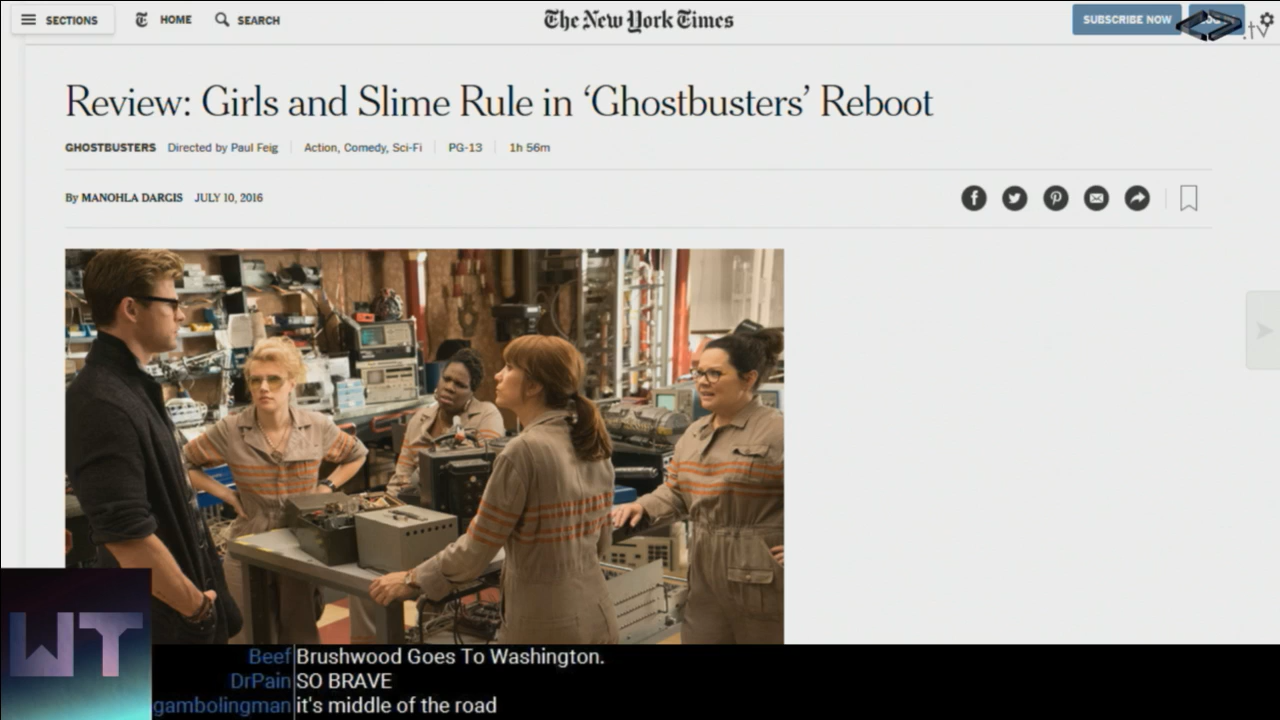 SECTIONS
HOME
SEARCH
The New York Times
SUBSCRIBE NOW
.tv
Review: Girls and Slime Rule in ‘Ghostbusters’ Reboot
GHOSTBUSTERS Directed by Paul Feig Action, Comedy, Sci-Fi PG-13 1h 56m
By MANOHLA DARGIS JULY 10, 2016
WT
Beef Brushwood Goes To Washington.
DrPain SO BRAVE
gambolingman it's middle of the road